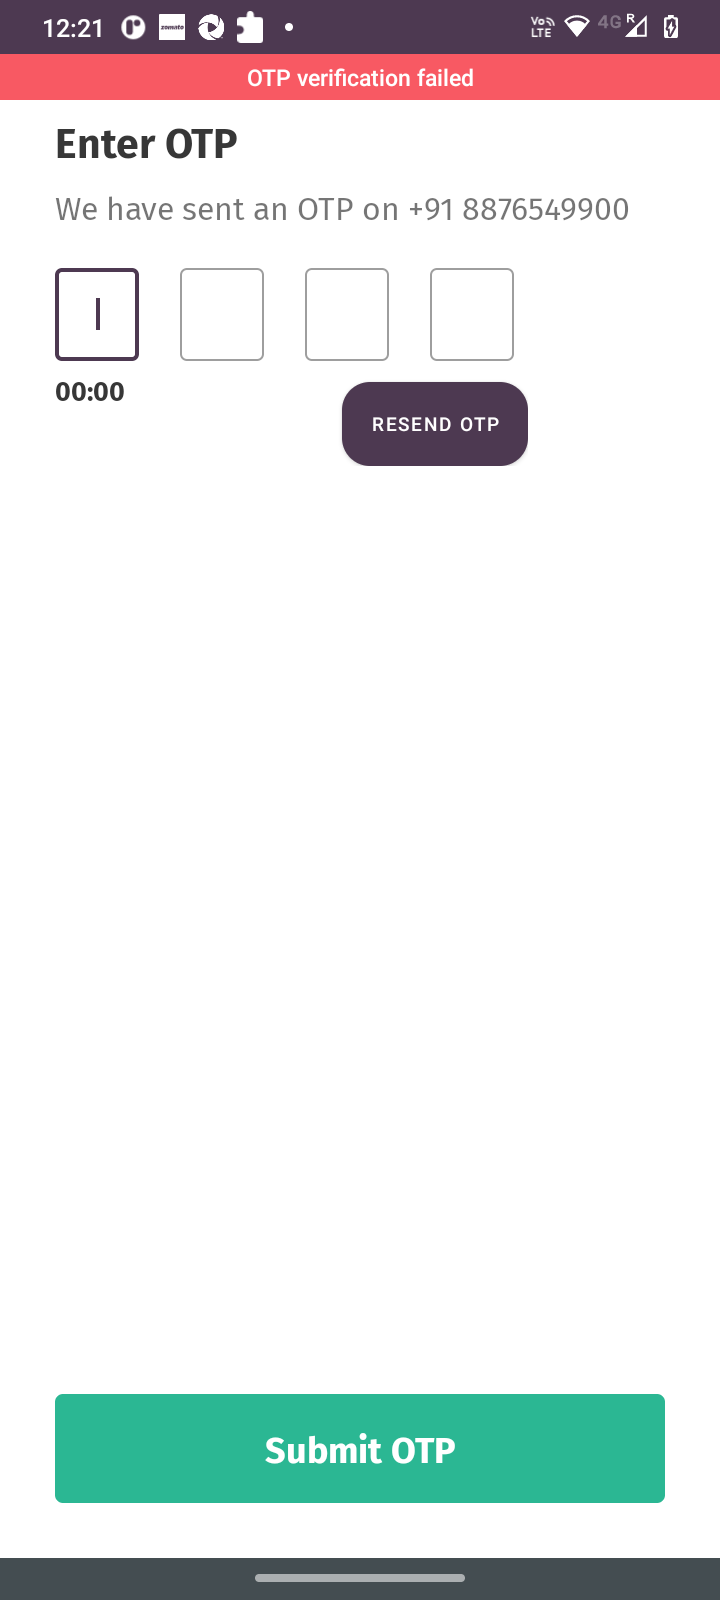 12:21
zomato
Vo LTE 4G R
OTP verification failed
Enter OTP
We have sent an OTP on +91 8876549900
00:00
RESEND OTP
Submit OTP